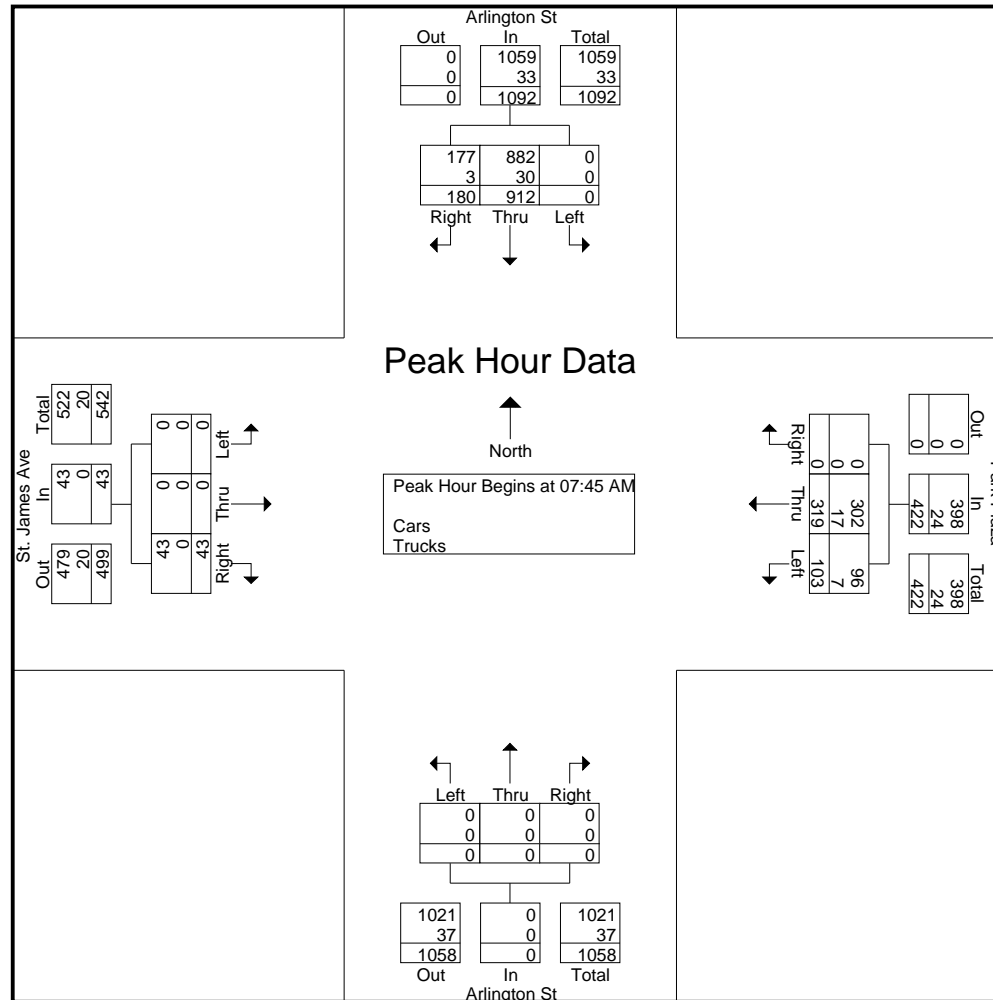 Arlington St
Out In Total
0 1059 1059
0 33 33
0 1092 1092
177 882 0
3 30 0
180 912 0
Right Thru Left
Peak Hour Data
North
Peak Hour Begins at 07:45 AM
Cars
Trucks
St. James Ave
Out In Total
479 43 522
20 0 20
499 43 542
Right Thru Left
43 0 0
0 0 0
43 0 0
Out In Total
0 398 398
0 24 24
0 422 422
Right Thru Left
0 302 96
0 17 7
0 319 103
Left Thru Right
0 0 0
0 0 0
0 0 0
1021 0 1021
37 0 37
1058 0 1058
Out In Total
Arlington St